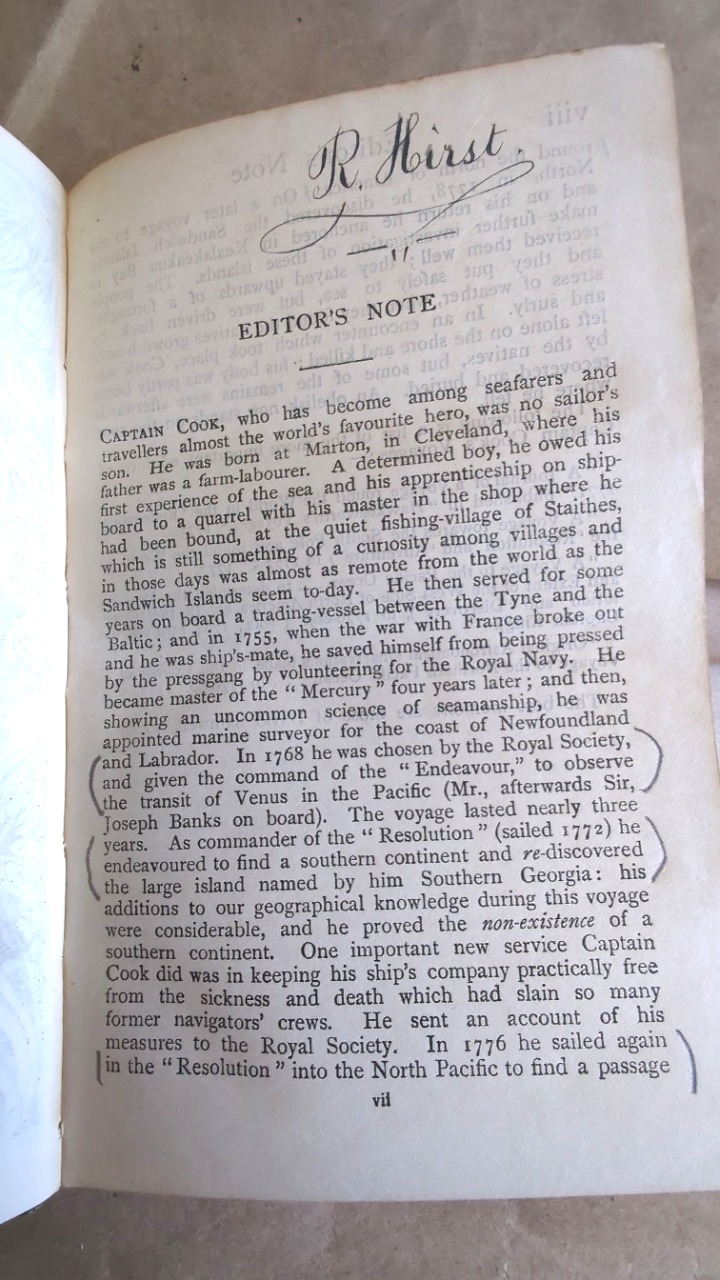 R. Hirst.
EDITOR'S NOTE
CAPTAIN COOK, who has become among seafarers and
travellers almost the world's favourite hero, was no sailor's
son. He was born at Marton, in Cleveland, where his
father was a farm-labourer. A determined boy, he owed his
first experience of the sea and his apprenticeship on ship-
board to a quarrel with his master in the shop where he
had been bound, at the quiet fishing-village of Staithes,
which is still something of a curiosity among villages and
in those days was almost as remote from the world as the
Sandwich Islands seem to-day. He then served for some
years on board a trading-vessel between the Tyne and the
Baltic; and in 1755, when the war with France broke out
and he was ship's-mate, he saved himself from being pressed
by the pressgang by volunteering for the Royal Navy. He
became master of the "Mercury" four years later; and then,
showing an uncommon science of seamanship, he was
appointed marine surveyor for the coast of Newfoundland
and Labrador. In 1768 he was chosen by the Royal Society,
and given the command of the "Endeavour," to observe
the transit of Venus in the Pacific (Mr., afterwards Sir,
Joseph Banks on board). The voyage lasted nearly three
years. As commander of the "Resolution" (sailed 1772) he
endeavoured to find a southern continent and re-discovered
the large island named by him Southern Georgia: his
additions to our geographical knowledge during this voyage
were considerable, and he proved the non-existence of a
southern continent. One important new service Captain
Cook did was in keeping his ship's company practically free
from the sickness and death which had slain so many
former navigators' crews. He sent an account of his
measures to the Royal Society. In 1776 he sailed again
in the "Resolution" into the North Pacific to find a passage
vii